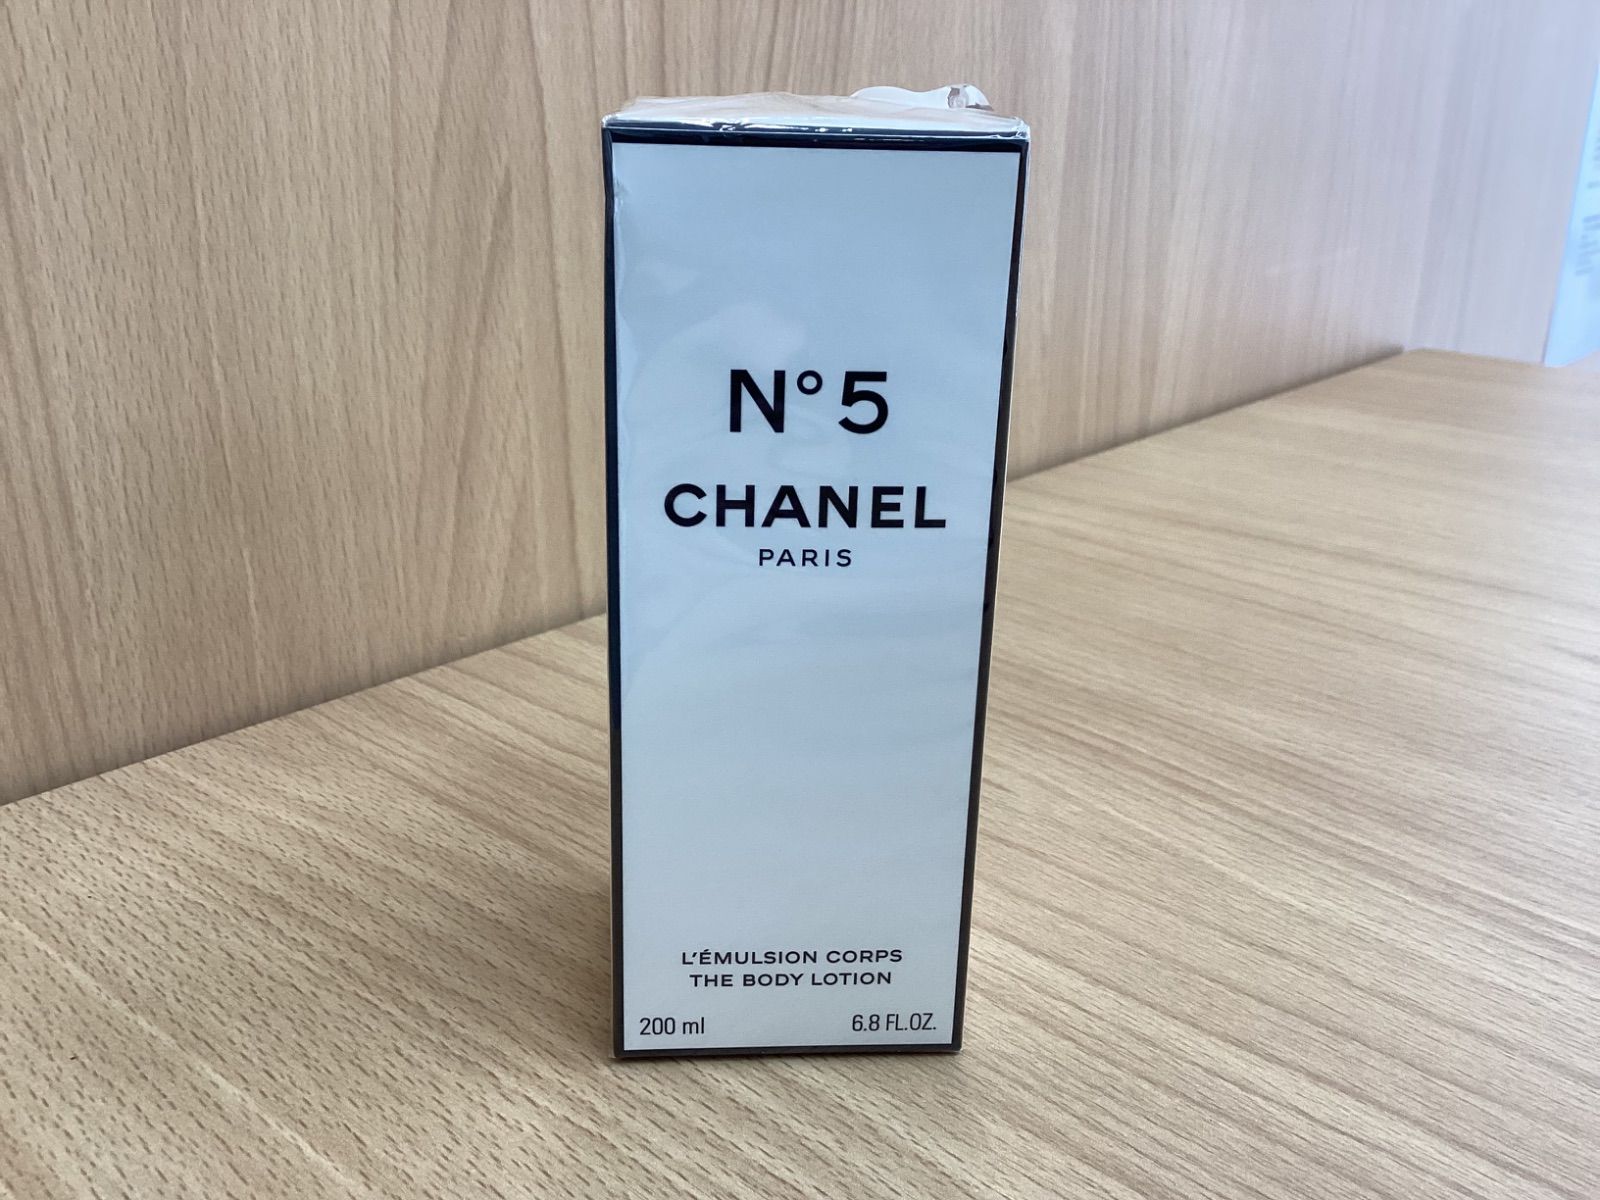 N°5
CHANEL
PARIS
L'ÉMULSION CORPS
THE BODY LOTION
200 ml
6.8 FL.OZ.